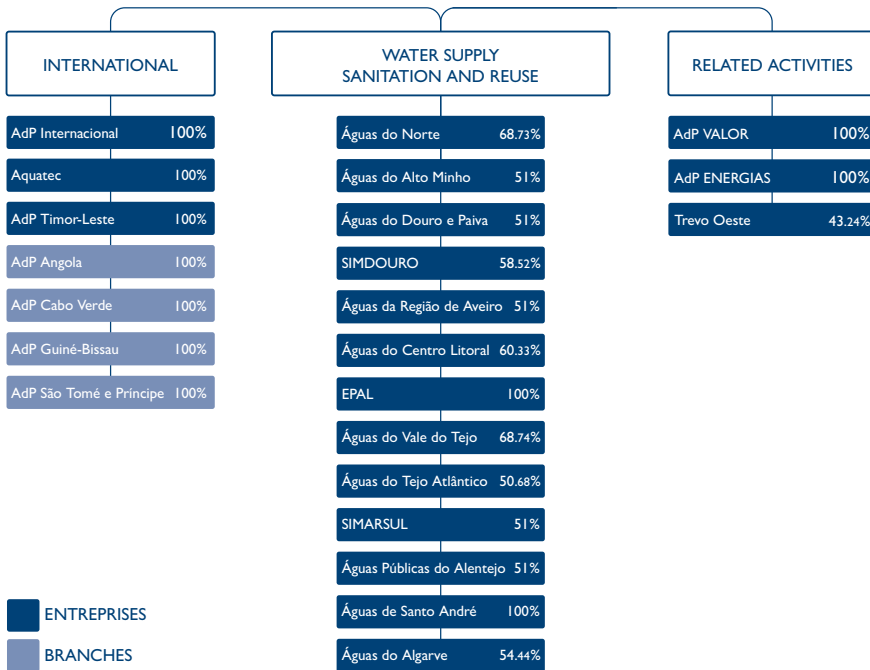 INTERNATIONAL
AdP Internacional 100%
Aquatec 100%
AdP Timor-Leste 100%
AdP Angola 100%
AdP Cabo Verde 100%
AdP Guiné-Bissau 100%
AdP São Tomé e Príncipe 100%
WATER SUPPLY
SANITATION AND REUSE
Águas do Norte 68.73%
Águas do Alto Minho 51%
Águas do Douro e Paiva 51%
SIMDOURO 58.52%
Águas da Região de Aveiro 51%
Águas do Centro Litoral 60.33%
EPAL 100%
Águas do Vale do Tejo 68.74%
Águas do Tejo Atlântico 50.68%
SIMARSUL 51%
Águas Públicas do Alentejo 51%
Águas de Santo André 100%
Águas do Algarve 54.44%
RELATED ACTIVITIES
AdP VALOR 100%
AdP ENERGIAS 100%
Trevo Oeste 43.24%
ENTREPRISES
BRANCHES